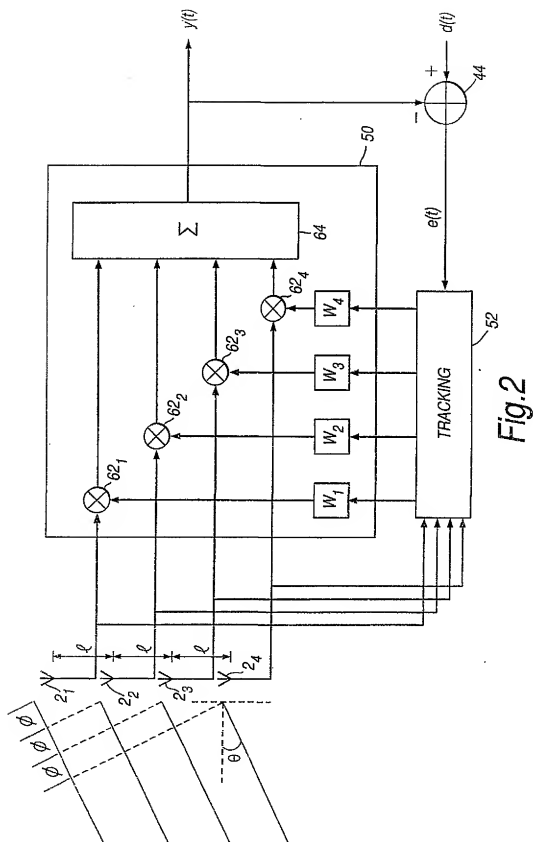 y(t)
d(t)
+
−
44
50
Σ
64
e(t)
62₁
62₂
62₃
62₄
W₁
W₂
W₃
W₄
TRACKING
52
ℓ
ℓ
ℓ
2₁
2₂
2₃
2₄
ϕ
ϕ
ϕ
θ
Fig.2